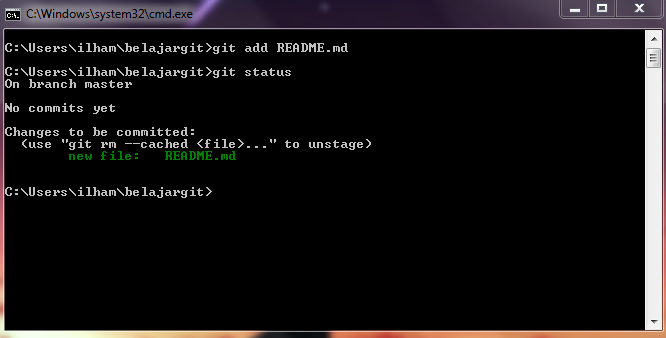 C:\Windows\system32\cmd.exe
C:\Users\ilham\belajargit>git add README.md
C:\Users\ilham\belajargit>git status
On branch master
No commits yet
Changes to be committed:
(use "git rm --cached <file>..." to unstage)
new file:   README.md
C:\Users\ilham\belajargit>